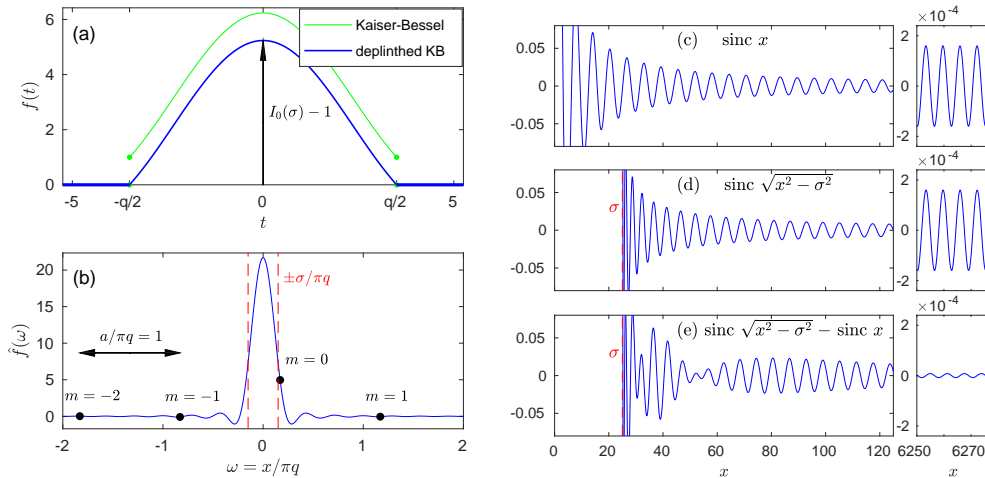 (a)
Kaiser-Bessel
deplinthed KB
f(t)
6
4
2
0
I₀(σ) − 1
-5
-q/2
0
q/2
5
t
(b)
±σ/πq
f̂(ω)
20
15
10
5
0
a/πq = 1
m = −2
m = −1
m = 0
m = 1
-2
-1
0
1
2
ω = x/πq
(c) sinc x
0.05
0
-0.05
×10⁻⁴
2
0
-2
(d) sinc √(x² − σ²)
σ
0.05
0
-0.05
×10⁻⁴
2
0
-2
(e) sinc √(x² − σ²) − sinc x
σ
0.05
0
-0.05
×10⁻⁴
2
0
-2
0
20
40
60
80
100
120
x
6250
6270
x